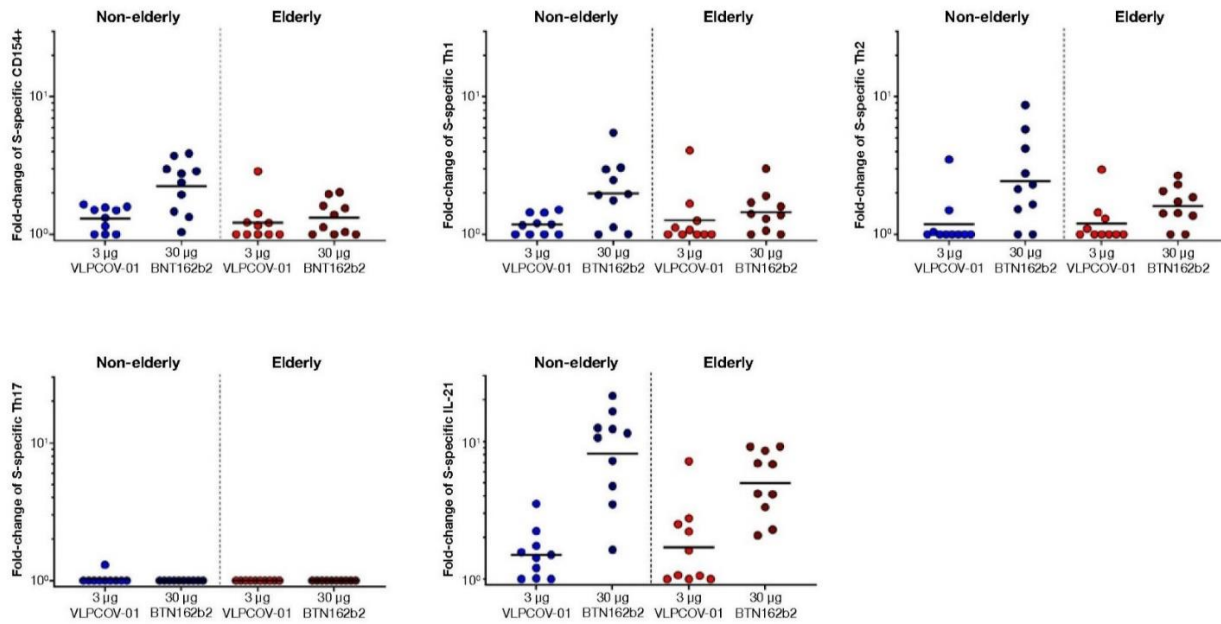 Non-elderly Elderly
Fold-change of S-specific CD154+
10¹
10⁰
3 µg 30 µg 3 µg 30 µg
VLPCOV-01 BNT162b2 VLPCOV-01 BNT162b2
Non-elderly Elderly
Fold-change of S-specific Th1
10¹
10⁰
3 µg 30 µg 3 µg 30 µg
VLPCOV-01 BTN162b2 VLPCOV-01 BTN162b2
Non-elderly Elderly
Fold-change of S-specific Th2
10¹
10⁰
3 µg 30 µg 3 µg 30 µg
VLPCOV-01 BTN162b2 VLPCOV-01 BTN162b2
Non-elderly Elderly
Fold-change of S-specific Th17
10¹
10⁰
3 µg 30 µg 3 µg 30 µg
VLPCOV-01 BTN162b2 VLPCOV-01 BTN162b2
Non-elderly Elderly
Fold-change of S-specific IL-21
10¹
10⁰
3 µg 30 µg 3 µg 30 µg
VLPCOV-01 BTN162b2 VLPCOV-01 BTN162b2